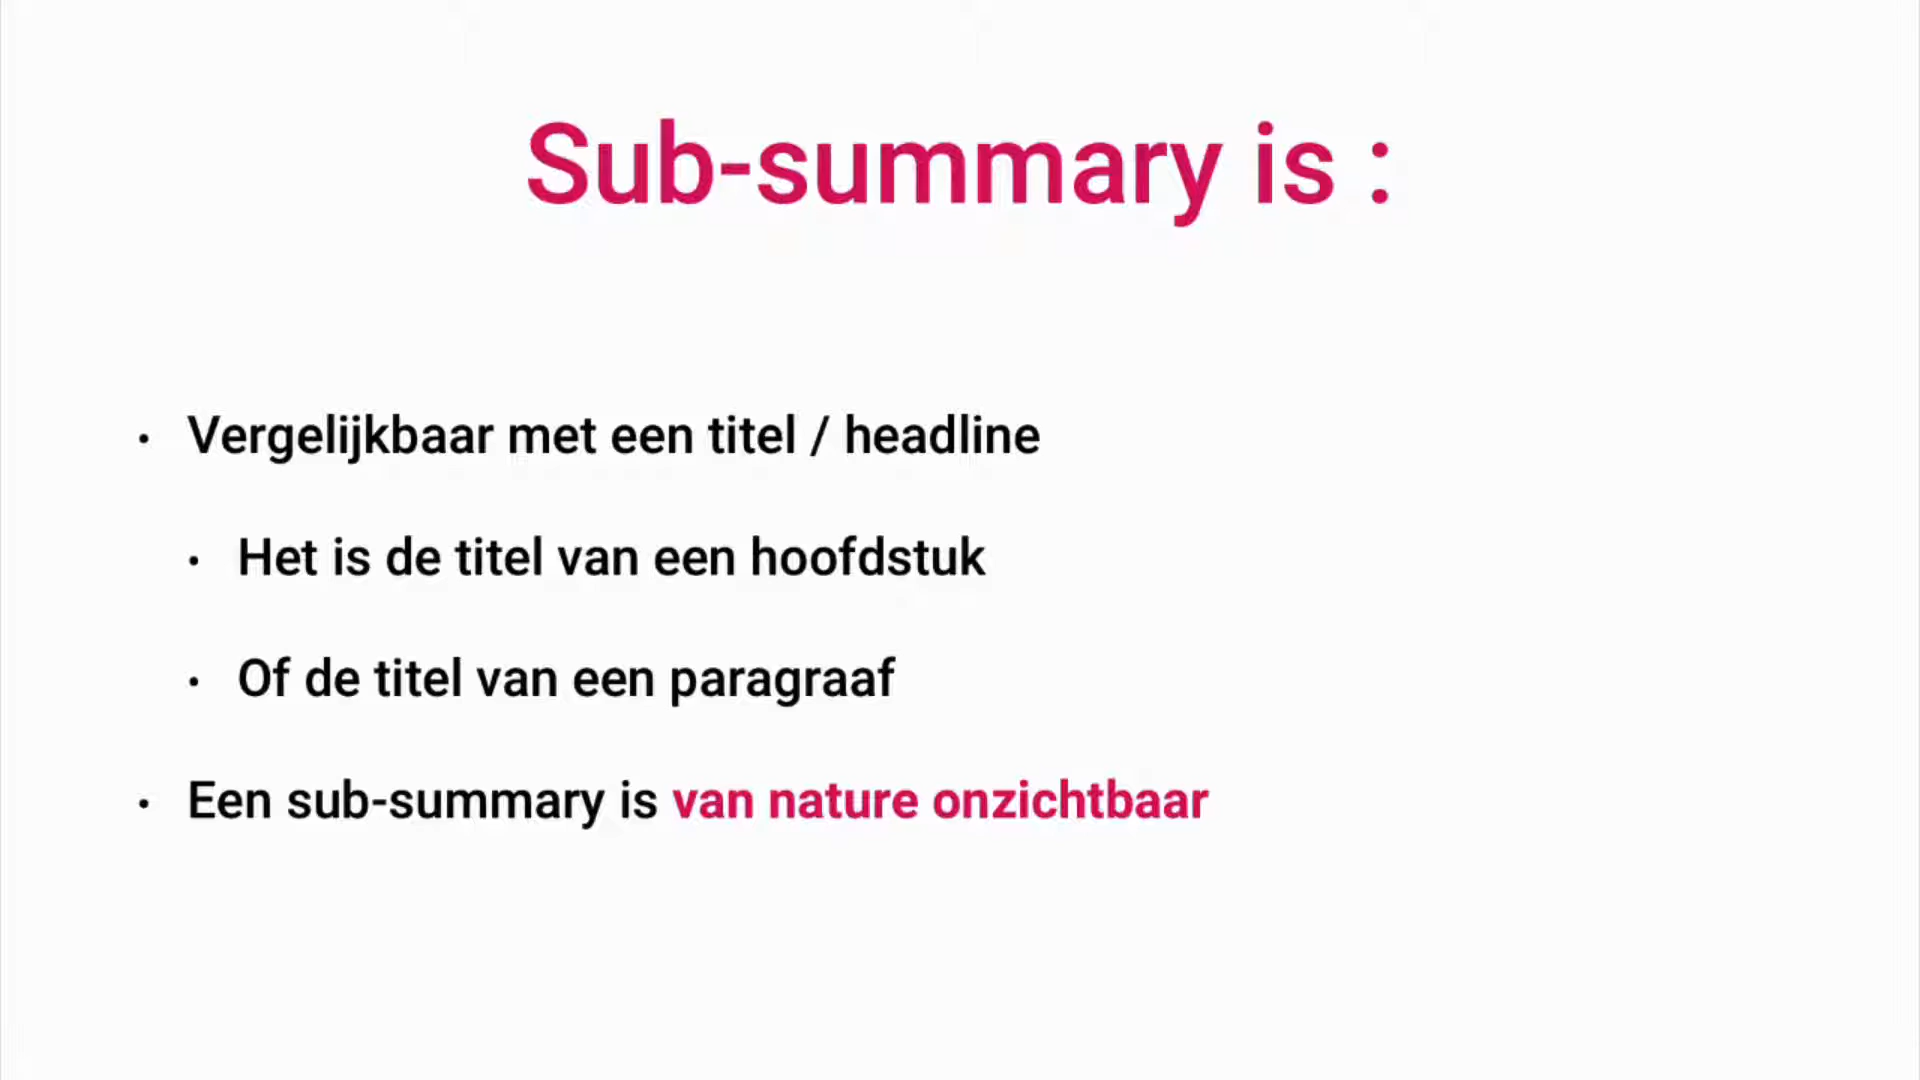 Sub-summary is :
• Vergelijkbaar met een titel / headline
• Het is de titel van een hoofdstuk
• Of de titel van een paragraaf
• Een sub-summary is van nature onzichtbaar